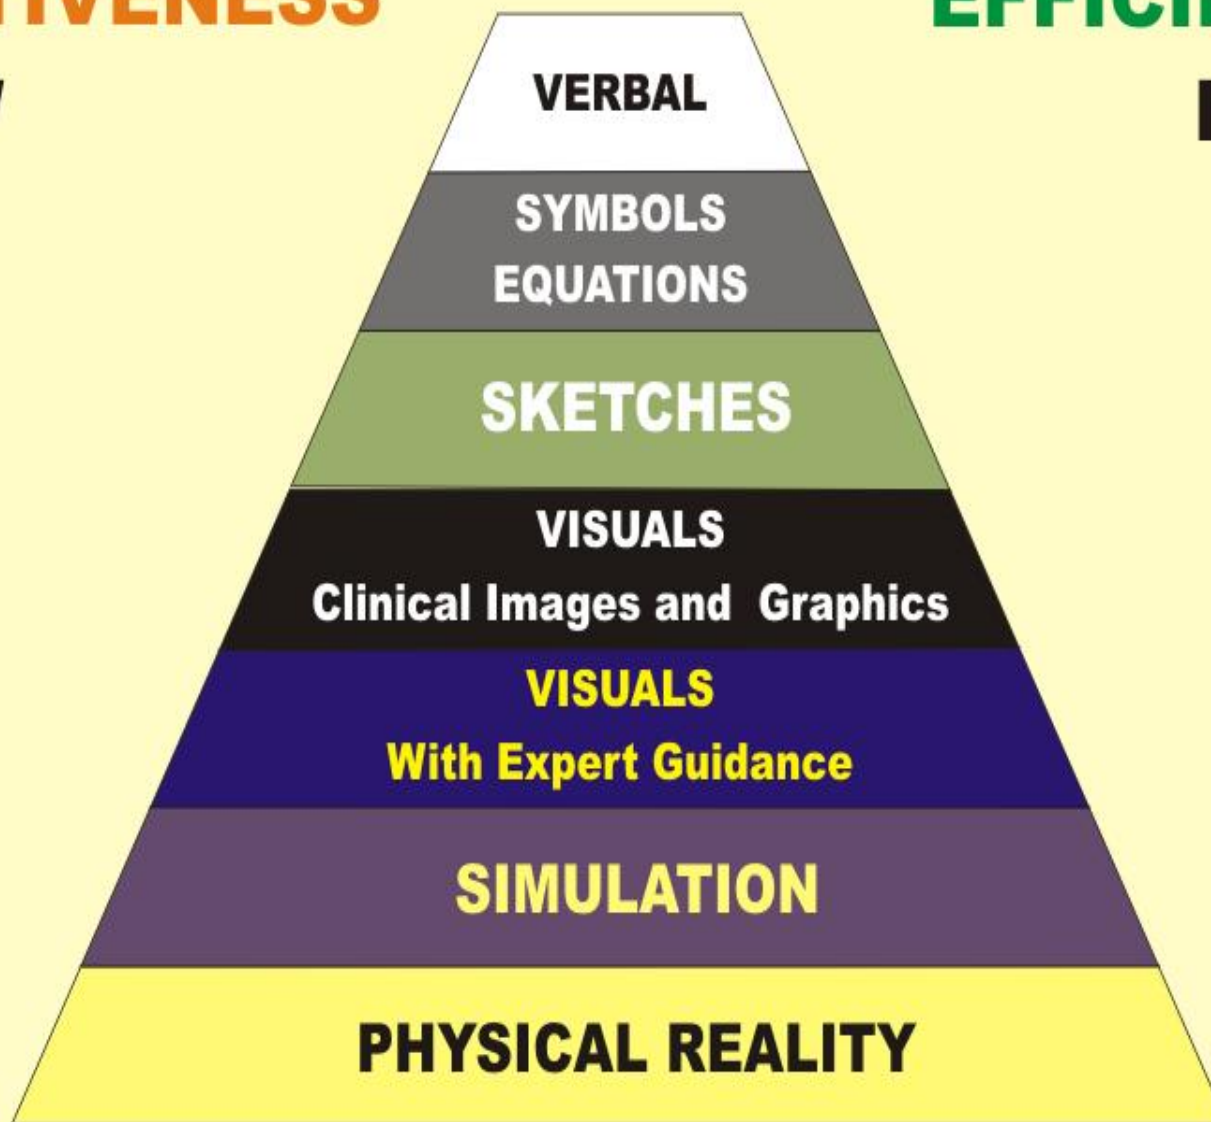 VERBAL
SYMBOLS
EQUATIONS
SKETCHES
VISUALS
Clinical Images and Graphics
VISUALS
With Expert Guidance
SIMULATION
PHYSICAL REALITY